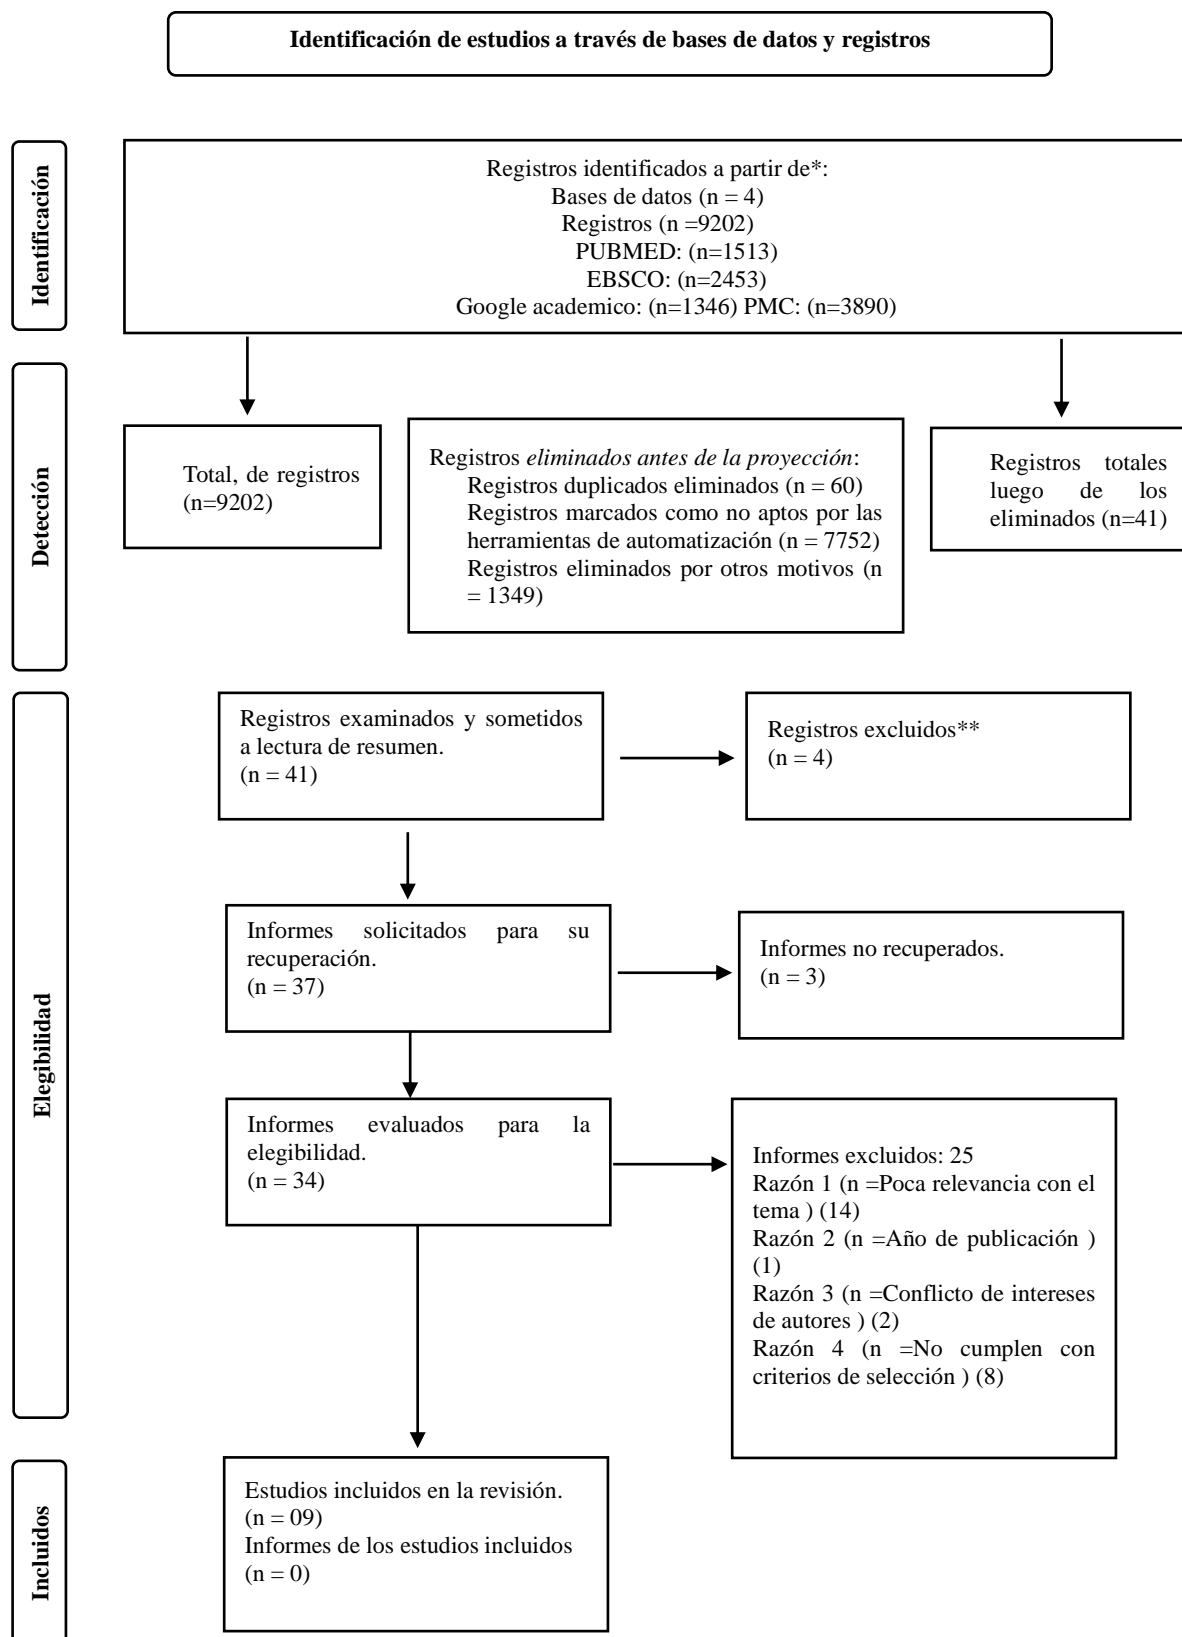 Identificación de estudios a través de bases de datos y registros
Identificación
Registros identificados a partir de*:
Bases de datos (n = 4)
Registros (n =9202)
PUBMED: (n=1513)
EBSCO: (n=2453)
Google academico: (n=1346) PMC: (n=3890)
Detección
Total, de registros
(n=9202)
Registros eliminados antes de la proyección:
Registros duplicados eliminados (n = 60)
Registros marcados como no aptos por las
herramientas de automatización (n = 7752)
Registros eliminados por otros motivos (n
= 1349)
Registros totales
luego de los
eliminados (n=41)
Elegibilidad
Registros examinados y sometidos
a lectura de resumen.
(n = 41)
Registros excluidos**
(n = 4)
Informes solicitados para su
recuperación.
(n = 37)
Informes no recuperados.
(n = 3)
Informes evaluados para la
elegibilidad.
(n = 34)
Informes excluidos: 25
Razón 1 (n =Poca relevancia con el
tema ) (14)
Razón 2 (n =Año de publicación )
(1)
Razón 3 (n =Conflicto de intereses
de autores ) (2)
Razón 4 (n =No cumplen con
criterios de selección ) (8)
Incluidos
Estudios incluidos en la revisión.
(n = 09)
Informes de los estudios incluidos
(n = 0)